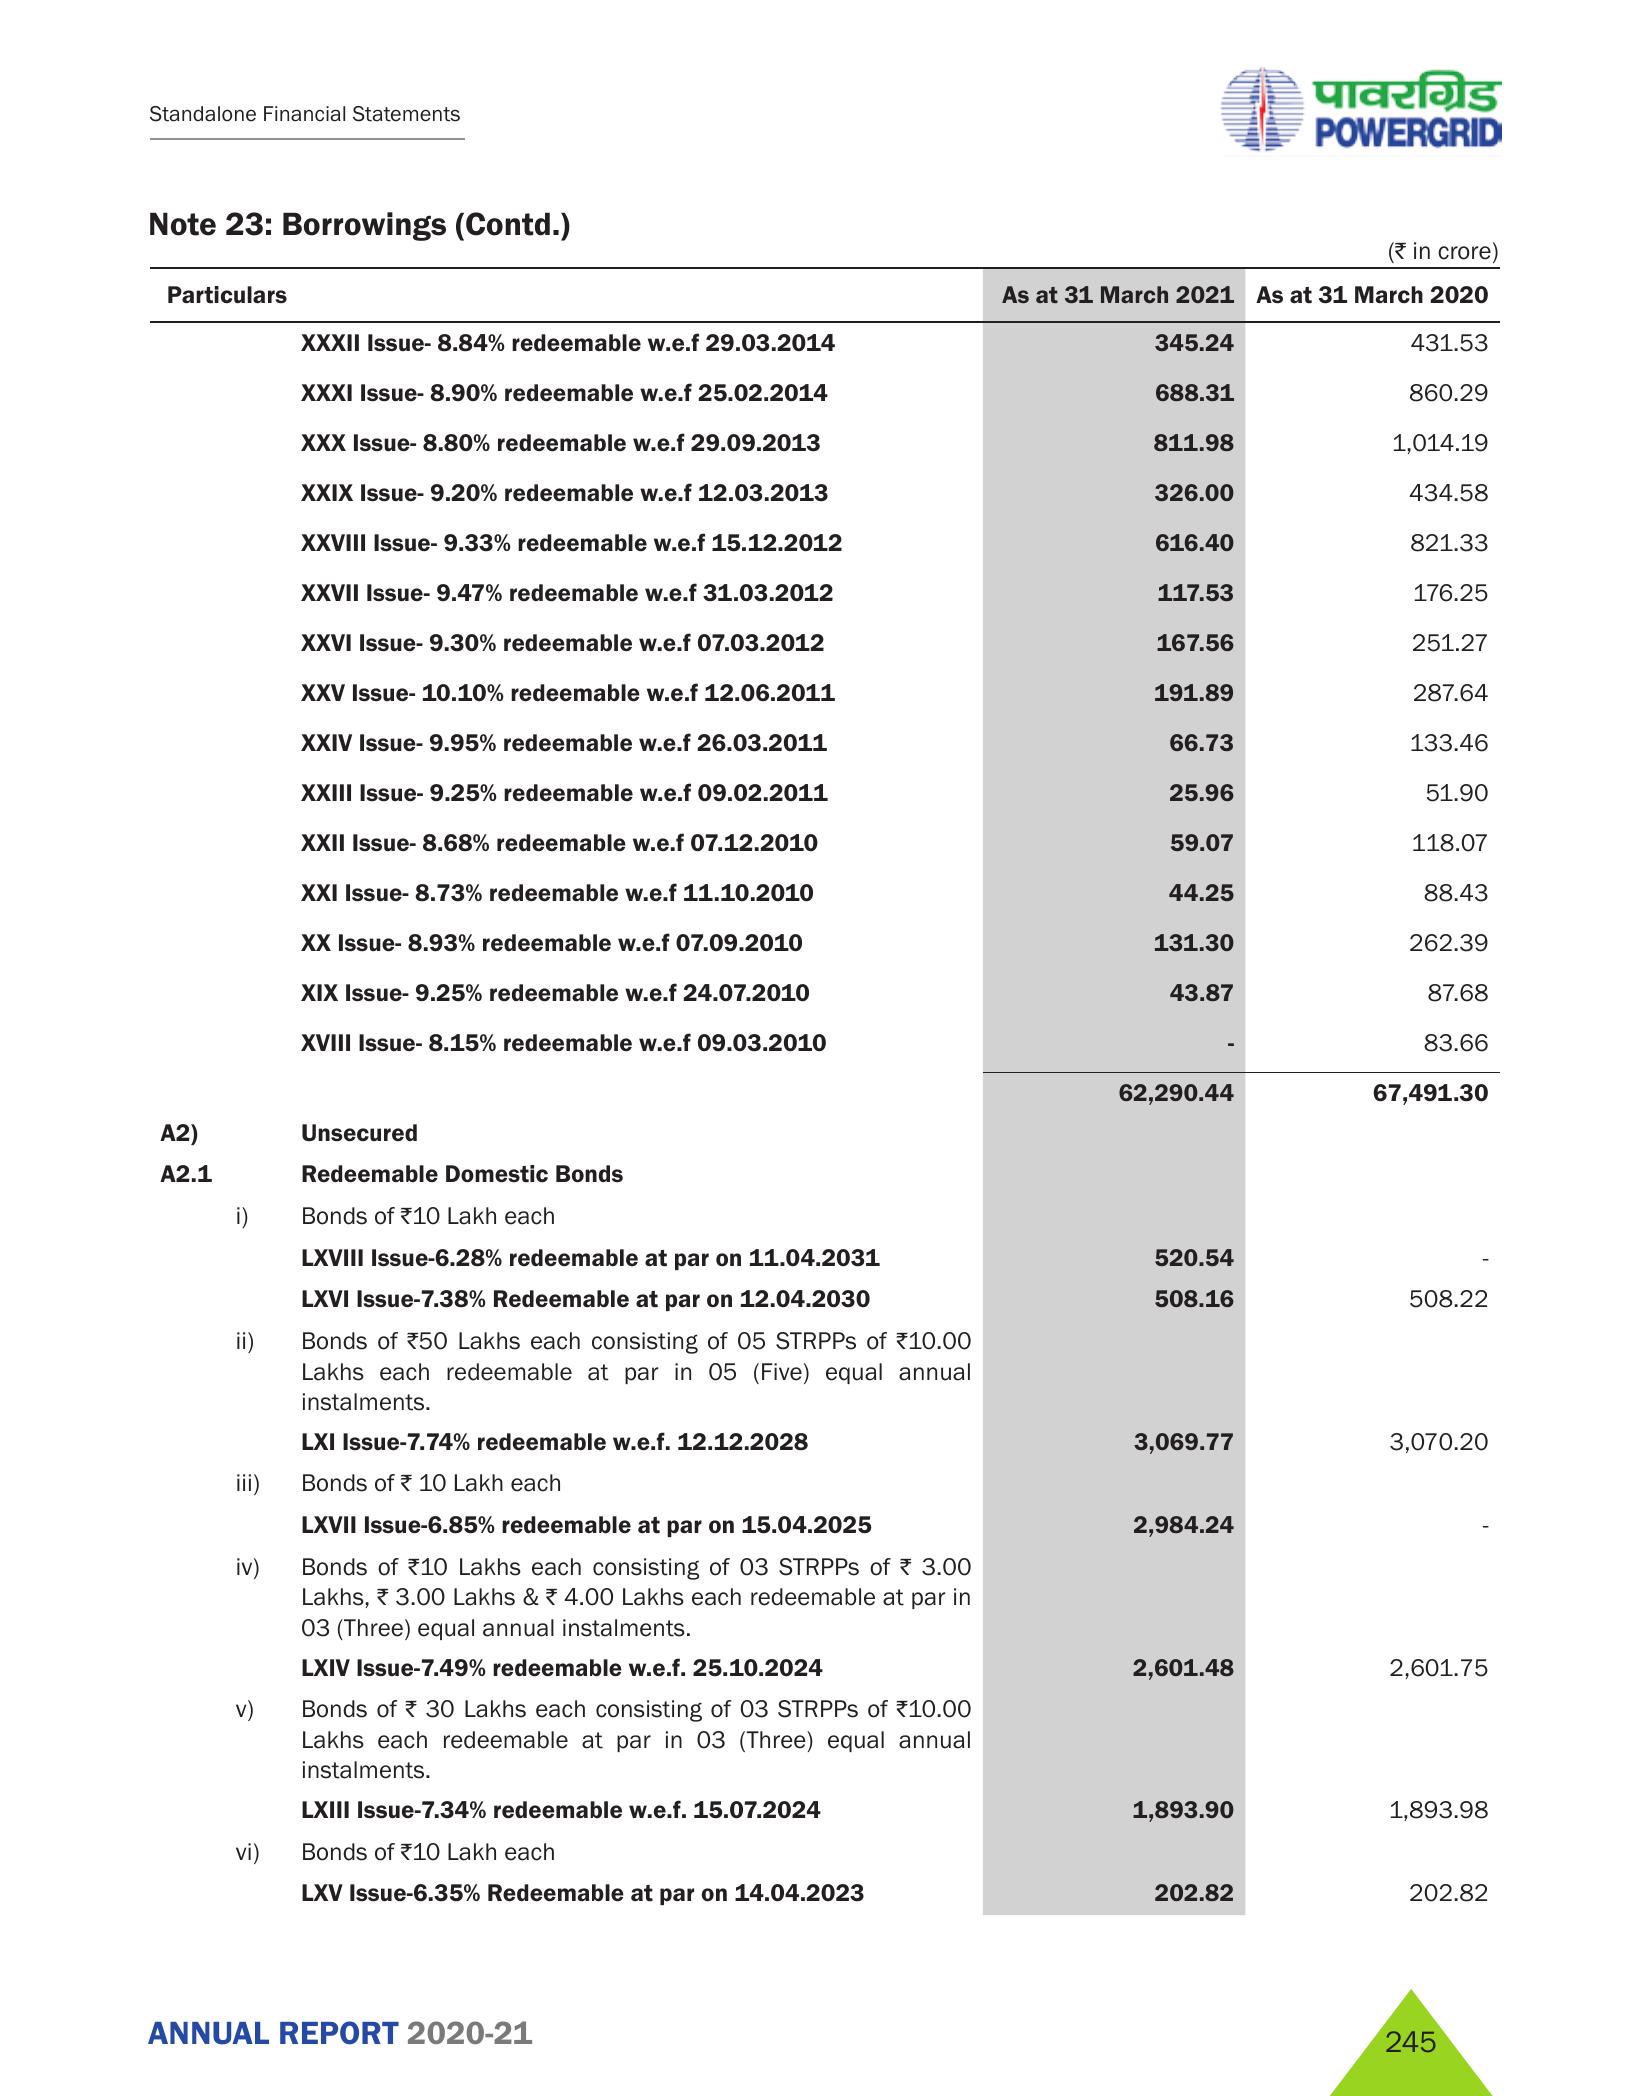 Standalone Financial Statements
पावरग्रिड
POWERGRID
Note 23: Borrowings (Contd.)
(₹ in crore)
Particulars As at 31 March 2021 As at 31 March 2020
XXXII Issue- 8.84% redeemable w.e.f 29.03.2014 345.24 431.53
XXXI Issue- 8.90% redeemable w.e.f 25.02.2014 688.31 860.29
XXX Issue- 8.80% redeemable w.e.f 29.09.2013 811.98 1,014.19
XXIX Issue- 9.20% redeemable w.e.f 12.03.2013 326.00 434.58
XXVIII Issue- 9.33% redeemable w.e.f 15.12.2012 616.40 821.33
XXVII Issue- 9.47% redeemable w.e.f 31.03.2012 117.53 176.25
XXVI Issue- 9.30% redeemable w.e.f 07.03.2012 167.56 251.27
XXV Issue- 10.10% redeemable w.e.f 12.06.2011 191.89 287.64
XXIV Issue- 9.95% redeemable w.e.f 26.03.2011 66.73 133.46
XXIII Issue- 9.25% redeemable w.e.f 09.02.2011 25.96 51.90
XXII Issue- 8.68% redeemable w.e.f 07.12.2010 59.07 118.07
XXI Issue- 8.73% redeemable w.e.f 11.10.2010 44.25 88.43
XX Issue- 8.93% redeemable w.e.f 07.09.2010 131.30 262.39
XIX Issue- 9.25% redeemable w.e.f 24.07.2010 43.87 87.68
XVIII Issue- 8.15% redeemable w.e.f 09.03.2010 - 83.66
62,290.44 67,491.30
A2) Unsecured
A2.1 Redeemable Domestic Bonds
i) Bonds of ₹10 Lakh each
LXVIII Issue-6.28% redeemable at par on 11.04.2031 520.54 -
LXVI Issue-7.38% Redeemable at par on 12.04.2030 508.16 508.22
ii) Bonds of ₹50 Lakhs each consisting of 05 STRPPs of ₹10.00
Lakhs each redeemable at par in 05 (Five) equal annual
instalments.
LXI Issue-7.74% redeemable w.e.f. 12.12.2028 3,069.77 3,070.20
iii) Bonds of ₹ 10 Lakh each
LXVII Issue-6.85% redeemable at par on 15.04.2025 2,984.24 -
iv) Bonds of ₹10 Lakhs each consisting of 03 STRPPs of ₹ 3.00
Lakhs, ₹ 3.00 Lakhs & ₹ 4.00 Lakhs each redeemable at par in
03 (Three) equal annual instalments.
LXIV Issue-7.49% redeemable w.e.f. 25.10.2024 2,601.48 2,601.75
v) Bonds of ₹ 30 Lakhs each consisting of 03 STRPPs of ₹10.00
Lakhs each redeemable at par in 03 (Three) equal annual
instalments.
LXIII Issue-7.34% redeemable w.e.f. 15.07.2024 1,893.90 1,893.98
vi) Bonds of ₹10 Lakh each
LXV Issue-6.35% Redeemable at par on 14.04.2023 202.82 202.82
ANNUAL REPORT 2020-21
245